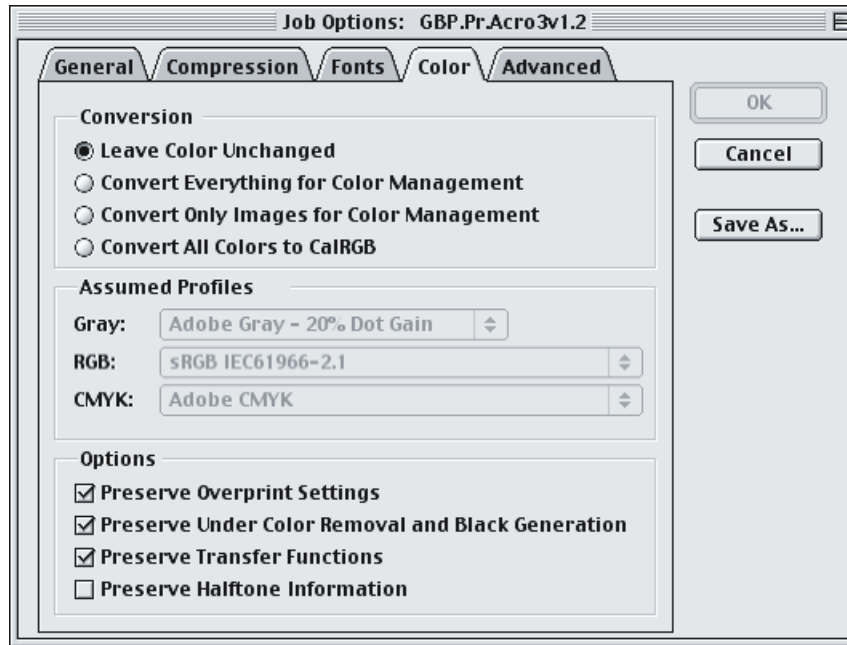 Job Options: GBP.Pr.Acro3v1.2
General Compression Fonts Color Advanced
OK
Cancel
Save As...
Conversion
Leave Color Unchanged
Convert Everything for Color Management
Convert Only Images for Color Management
Convert All Colors to CalRGB
Assumed Profiles
Gray: Adobe Gray - 20% Dot Gain
RGB: sRGB IEC61966-2.1
CMYK: Adobe CMYK
Options
Preserve Overprint Settings
Preserve Under Color Removal and Black Generation
Preserve Transfer Functions
Preserve Halftone Information